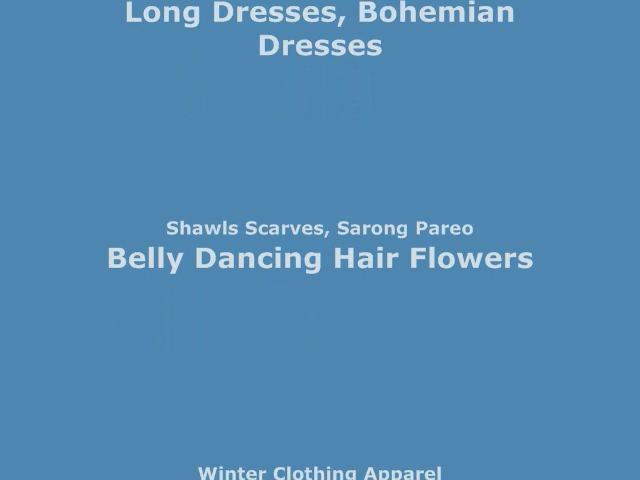 Long Dresses, Bohemian
Dresses
Shawls Scarves, Sarong Pareo
Belly Dancing Hair Flowers
Winter Clothing Apparel